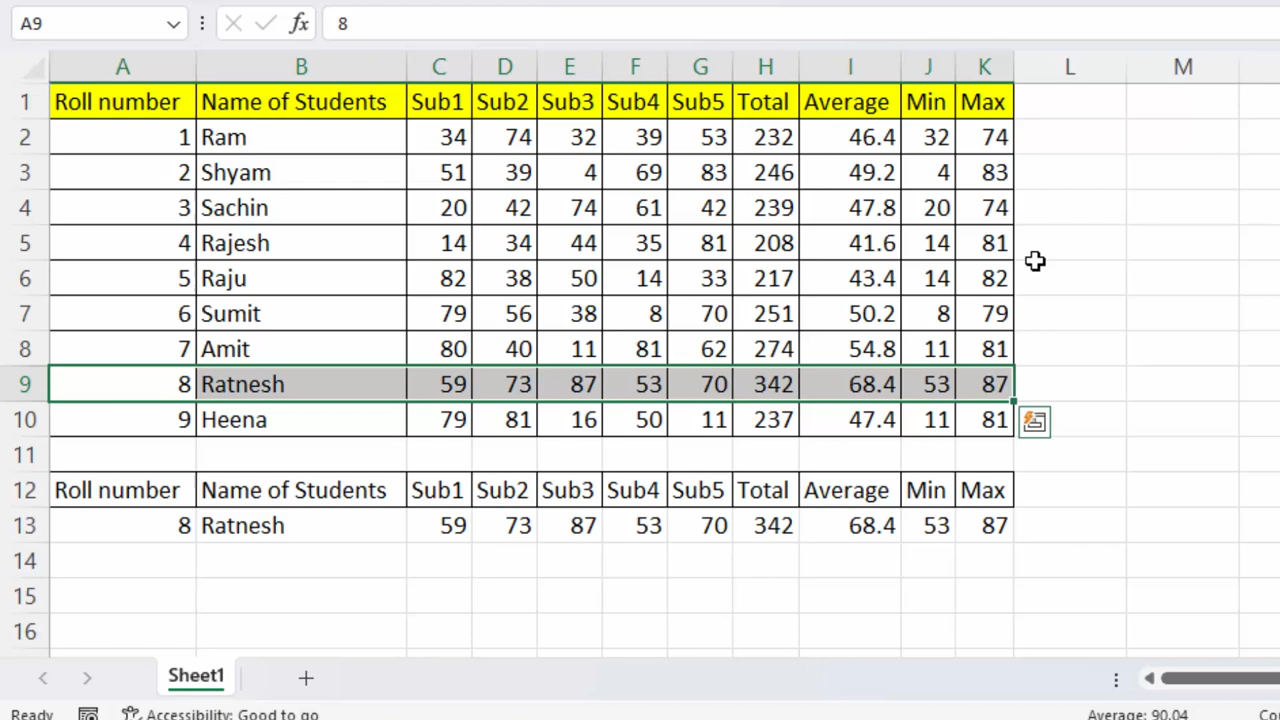 A9 fx 8
A B C D E F G H I J K L M
1 Roll number Name of Students Sub1 Sub2 Sub3 Sub4 Sub5 Total Average Min Max
2 1 Ram 34 74 32 39 53 232 46.4 32 74
3 2 Shyam 51 39 4 69 83 246 49.2 4 83
4 3 Sachin 20 42 74 61 42 239 47.8 20 74
5 4 Rajesh 14 34 44 35 81 208 41.6 14 81
6 5 Raju 82 38 50 14 33 217 43.4 14 82
7 6 Sumit 79 56 38 8 70 251 50.2 8 79
8 7 Amit 80 40 11 81 62 274 54.8 11 81
9 8 Ratnesh 59 73 87 53 70 342 68.4 53 87
10 9 Heena 79 81 16 50 11 237 47.4 11 81
11
12 Roll number Name of Students Sub1 Sub2 Sub3 Sub4 Sub5 Total Average Min Max
13 8 Ratnesh 59 73 87 53 70 342 68.4 53 87
14
15
16
Sheet1
Ready Accessibility: Good to go Average: 90.04